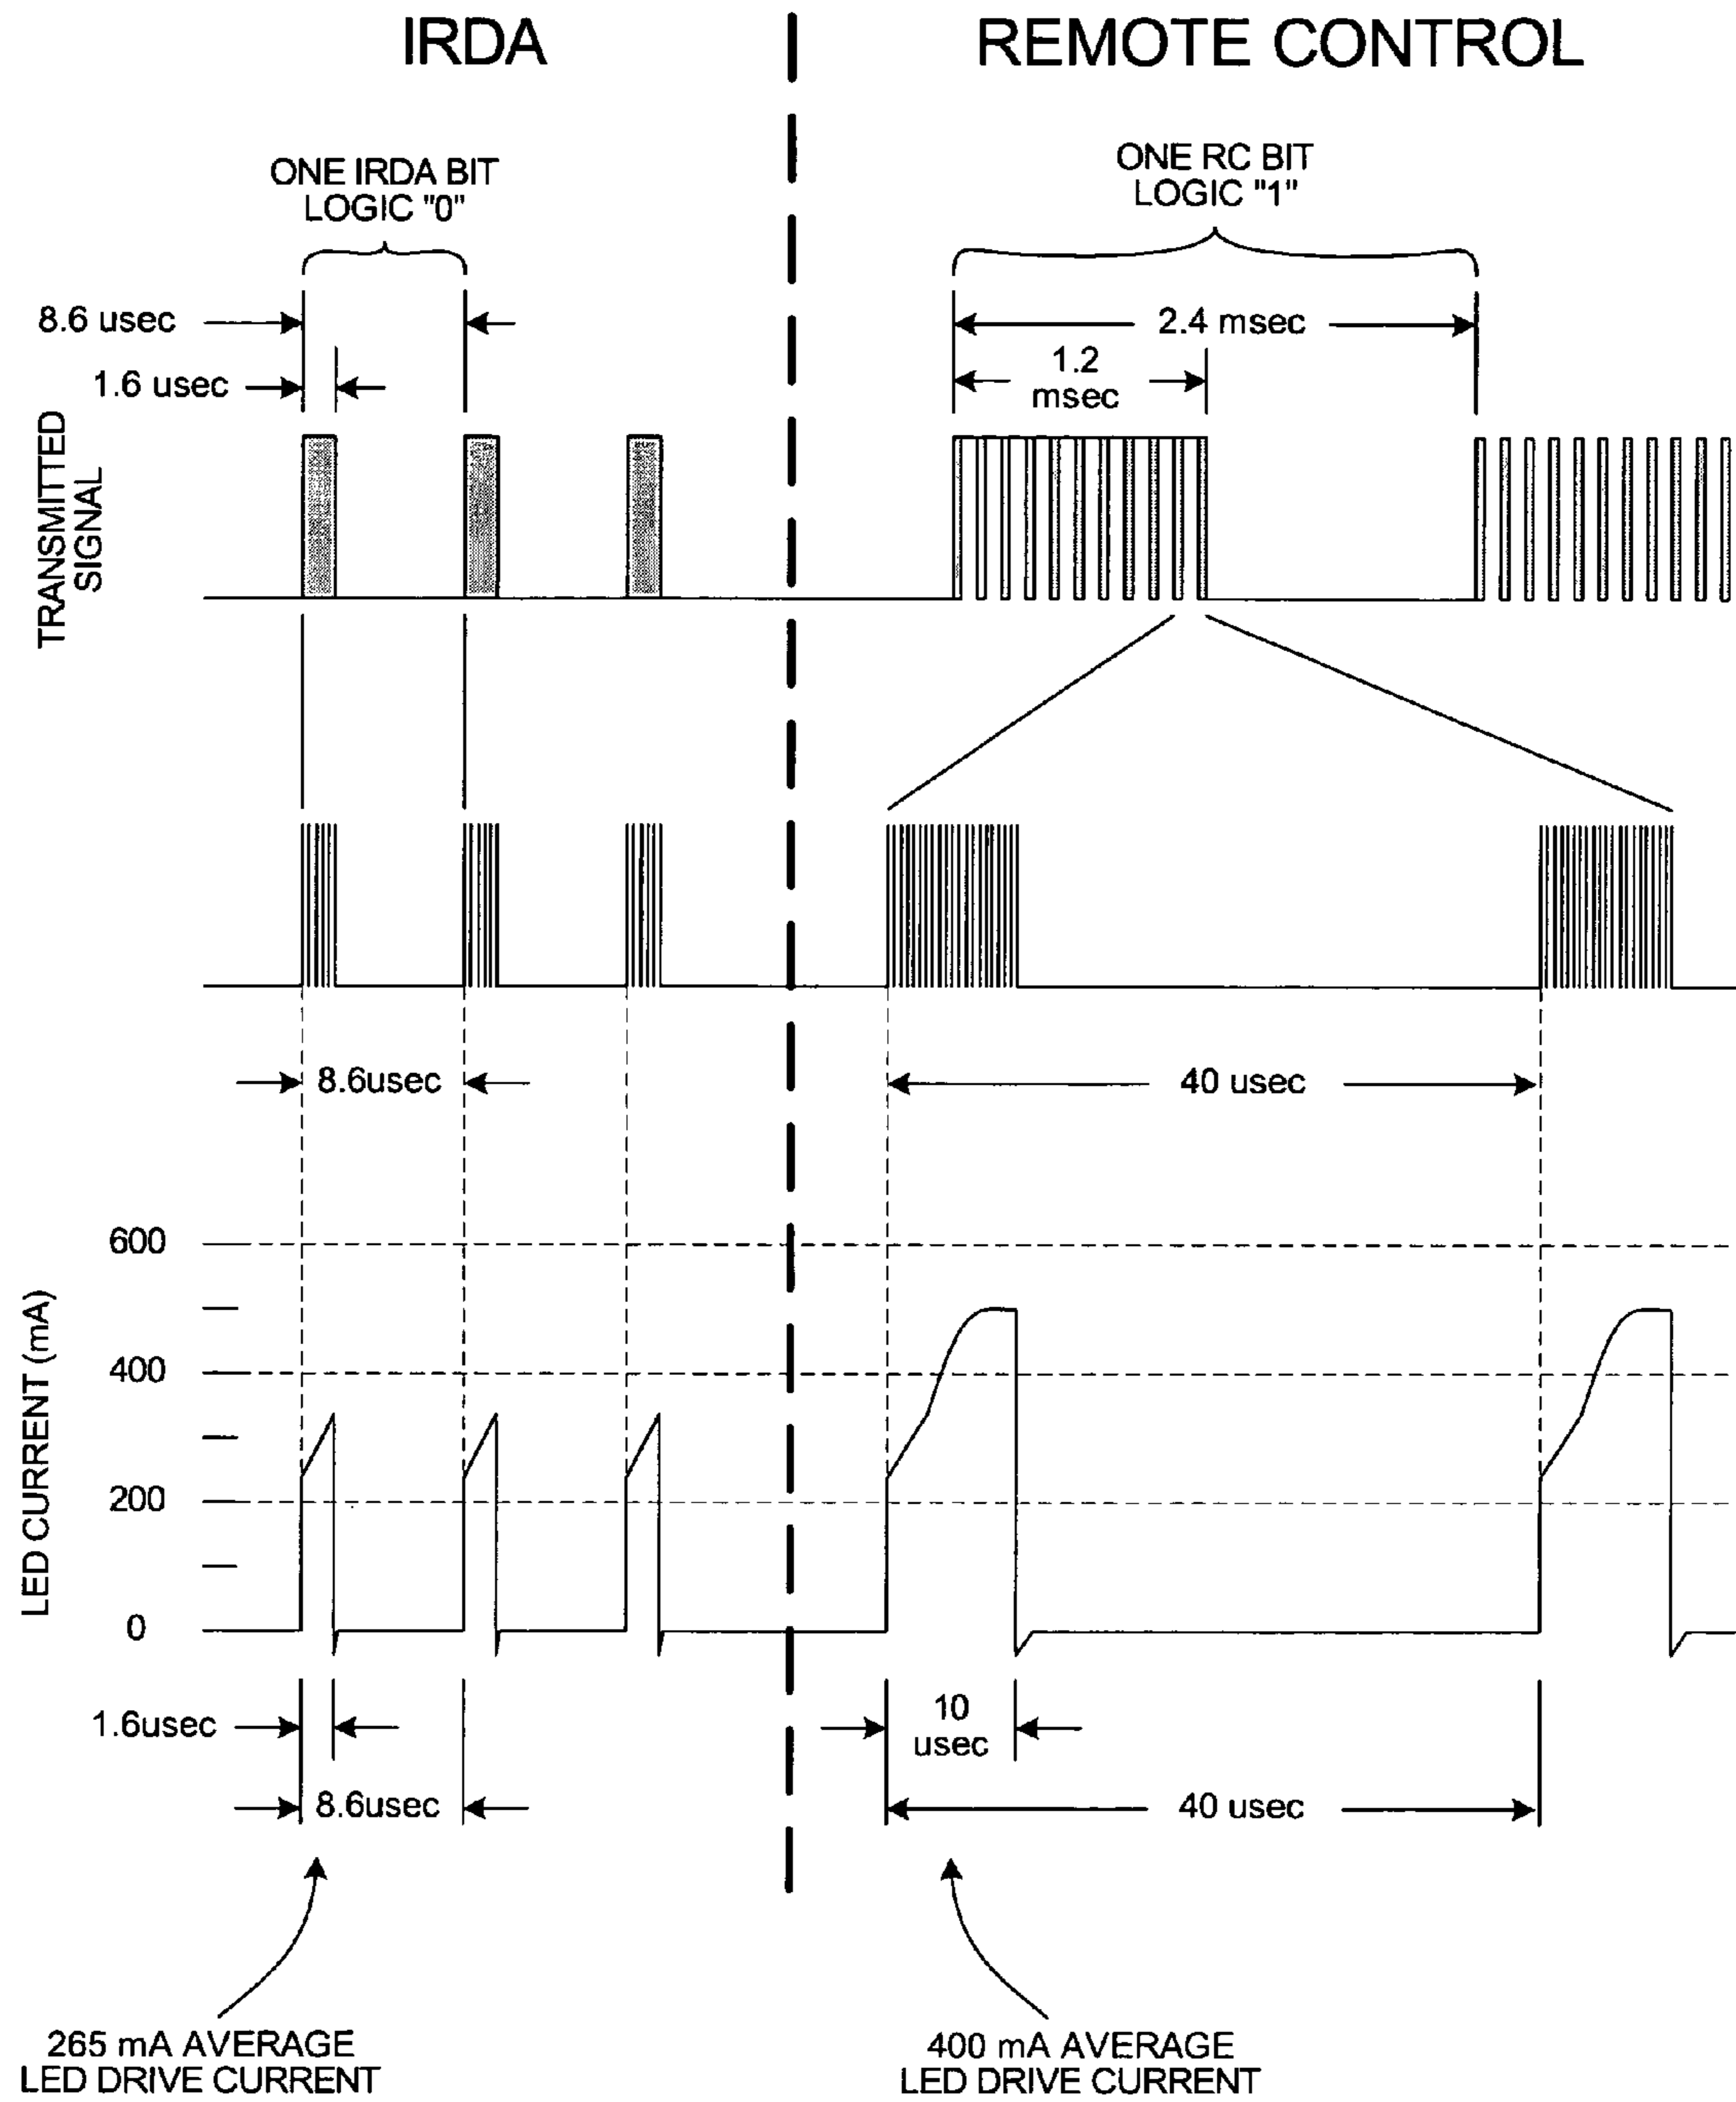 IRDA
REMOTE CONTROL
ONE IRDA BIT
LOGIC "0"
ONE RC BIT
LOGIC "1"
8.6 usec
2.4 msec
1.6 usec
1.2
msec
TRANSMITTED
SIGNAL
8.6usec
40 usec
LED CURRENT (mA)
600
400
200
0
1.6usec
10
usec
8.6usec
40 usec
265 mA AVERAGE
LED DRIVE CURRENT
400 mA AVERAGE
LED DRIVE CURRENT